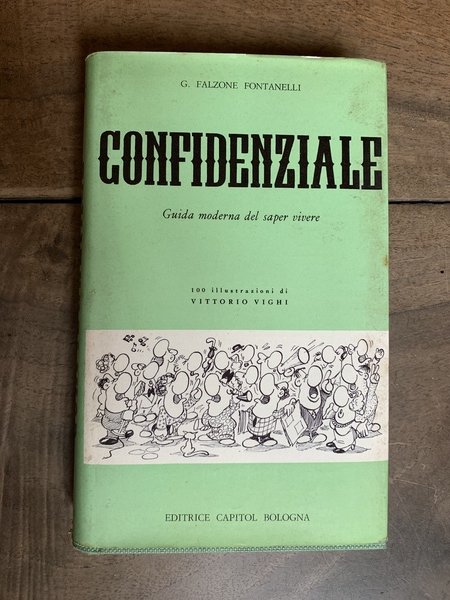 G. FALZONE FONTANELLI
CONFIDENZIALE
Guida moderna del saper vivere
100 illustrazioni di
VITTORIO VIGHI
EDITRICE CAPITOL BOLOGNA